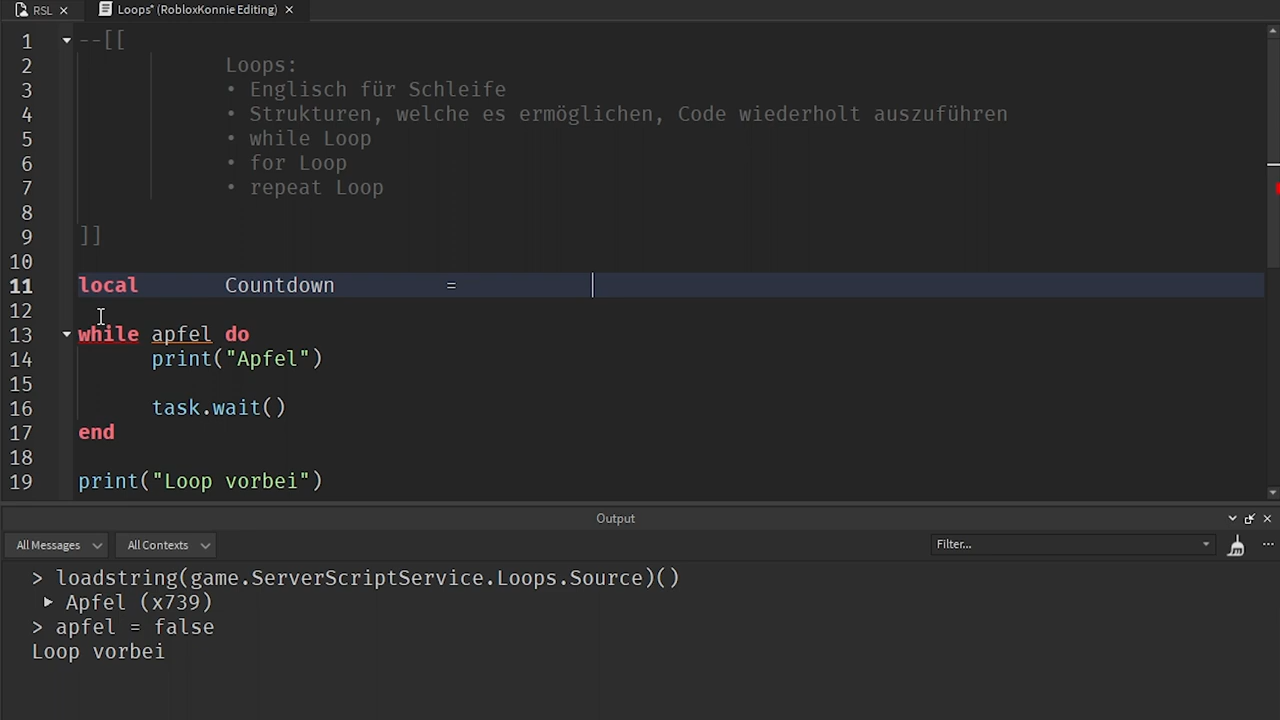 RSL × Loops* (RobloxKonnie Editing) ×
1 --[[
2 Loops:
3 • Englisch für Schleife
4 • Strukturen, welche es ermöglichen, Code wiederholt auszuführen
5 • while Loop
6 • for Loop
7 • repeat Loop
8
9 ]]
10
11 local Countdown =
12
13 while apfel do
14 print("Apfel")
15
16 task.wait()
17 end
18
19 print("Loop vorbei")
Output
All Messages All Contexts Filter... ...
> loadstring(game.ServerScriptService.Loops.Source)()
Apfel (x739)
> apfel = false
Loop vorbei